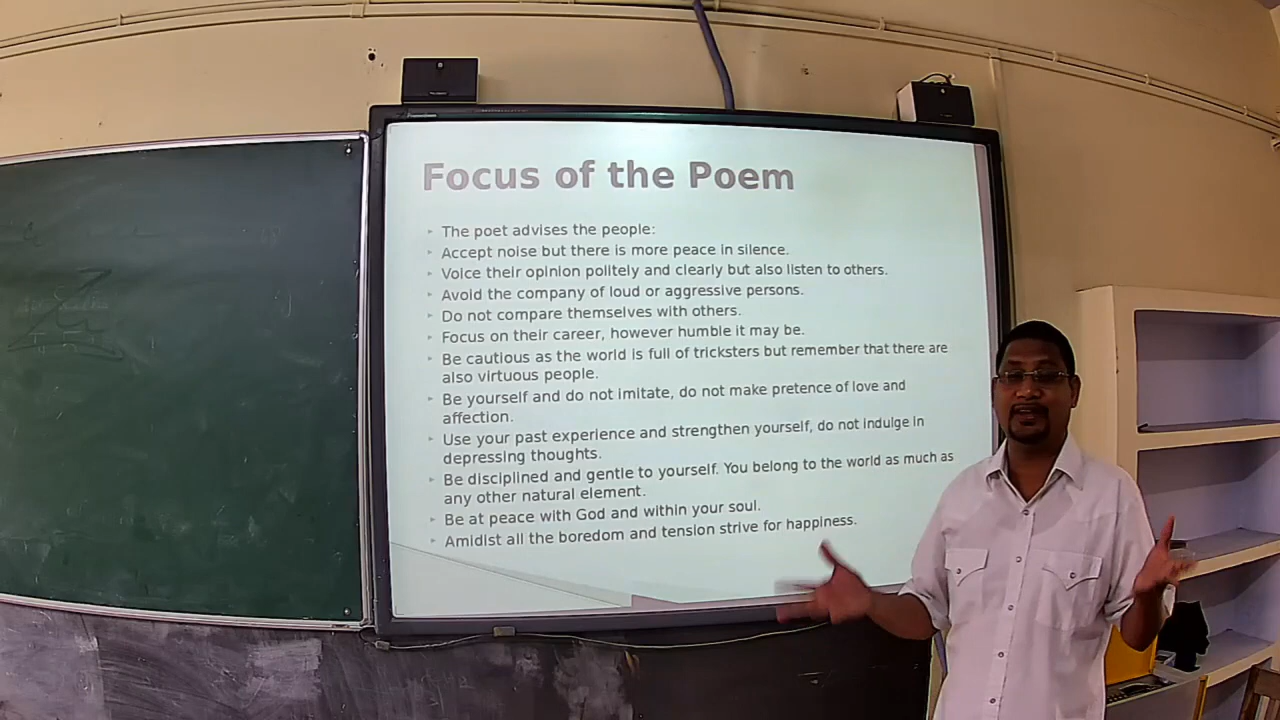 Focus of the Poem
The poet advises the people:
Accept noise but there is more peace in silence.
Voice their opinion politely and clearly but also listen to others.
Avoid the company of loud or aggressive persons.
Do not compare themselves with others.
Focus on their career, however humble it may be.
Be cautious as the world is full of tricksters but remember that there are
also virtuous people.
Be yourself and do not imitate, do not make pretence of love and
affection.
Use your past experience and strengthen yourself, do not indulge in
depressing thoughts.
Be disciplined and gentle to yourself. You belong to the world as much as
any other natural element.
Be at peace with God and within your soul.
Amidist all the boredom and tension strive for happiness.